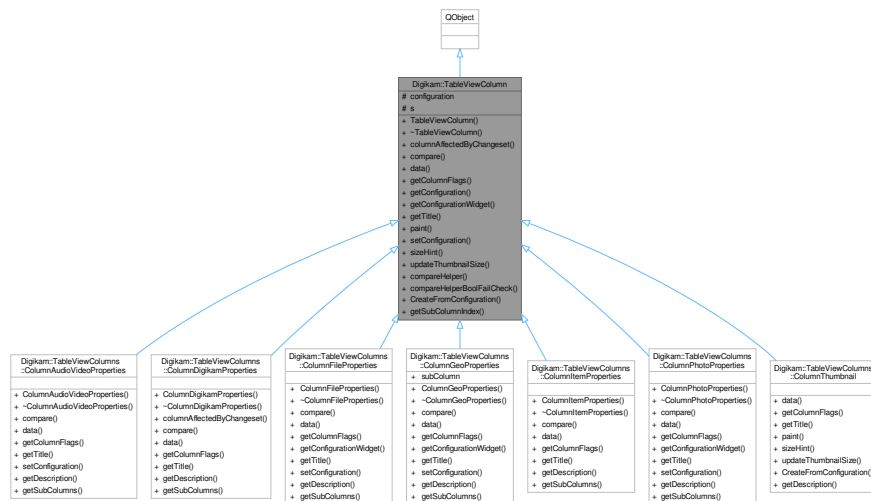 QObject
Digikam::TableViewColumn
# configuration
# s
+ TableViewColumn()
+ ~TableViewColumn()
+ columnAffectedByChangeset()
+ compare()
+ data()
+ getColumnFlags()
+ getConfiguration()
+ getConfigurationWidget()
+ getTitle()
+ paint()
+ setConfiguration()
+ sizeHint()
+ updateThumbnailSize()
+ compareHelper()
+ compareHelperBoolFailCheck()
+ CreateFromConfiguration()
+ getSubColumnIndex()
Digikam::TableViewColumns
::ColumnAudioVideoProperties
+ ColumnAudioVideoProperties()
+ ~ColumnAudioVideoProperties()
+ compare()
+ data()
+ getColumnFlags()
+ getTitle()
+ setConfiguration()
+ getDescription()
+ getSubColumns()
Digikam::TableViewColumns
::ColumnDigikamProperties
+ ColumnDigikamProperties()
+ ~ColumnDigikamProperties()
+ columnAffectedByChangeset()
+ compare()
+ data()
+ getColumnFlags()
+ getTitle()
+ getDescription()
+ getSubColumns()
Digikam::TableViewColumns
::ColumnFileProperties
+ ColumnFileProperties()
+ ~ColumnFileProperties()
+ compare()
+ data()
+ getColumnFlags()
+ getConfigurationWidget()
+ getTitle()
+ setConfiguration()
+ getDescription()
+ getSubColumns()
Digikam::TableViewColumns
::ColumnGeoProperties
+ subColumn
+ ColumnGeoProperties()
+ ~ColumnGeoProperties()
+ compare()
+ data()
+ getColumnFlags()
+ getConfigurationWidget()
+ getTitle()
+ setConfiguration()
+ getDescription()
+ getSubColumns()
Digikam::TableViewColumns
::ColumnItemProperties
+ ColumnItemProperties()
+ ~ColumnItemProperties()
+ compare()
+ data()
+ getColumnFlags()
+ getTitle()
+ getDescription()
+ getSubColumns()
Digikam::TableViewColumns
::ColumnPhotoProperties
+ ColumnPhotoProperties()
+ ~ColumnPhotoProperties()
+ compare()
+ data()
+ getColumnFlags()
+ getConfigurationWidget()
+ getTitle()
+ setConfiguration()
+ getDescription()
+ getSubColumns()
Digikam::TableViewColumns
::ColumnThumbnail
+ data()
+ getColumnFlags()
+ getTitle()
+ paint()
+ sizeHint()
+ updateThumbnailSize()
+ CreateFromConfiguration()
+ getDescription()